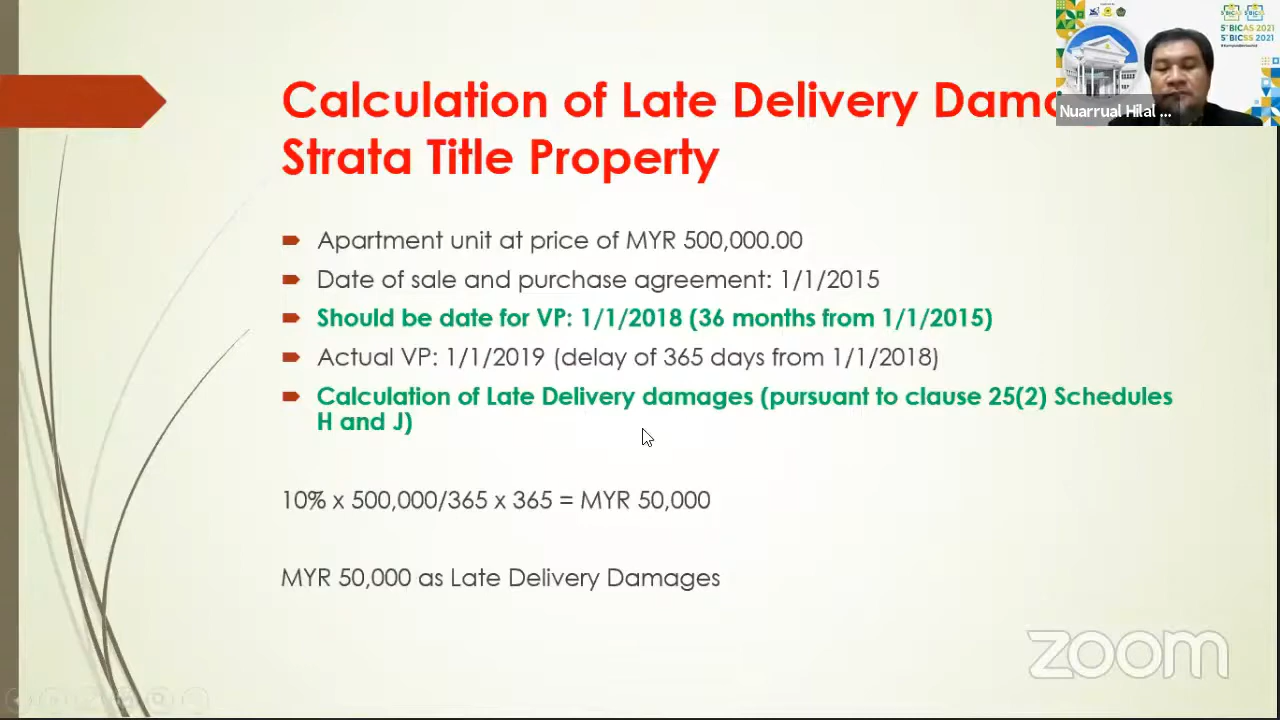 Calculation of Late Delivery
Strata Title Property
Apartment unit at price of MYR 500,000.00
Date of sale and purchase agreement: 1/1/2015
Should be date for VP: 1/1/2018 (36 months from 1/1/2015)
Actual VP: 1/1/2019 (delay of 365 days from 1/1/2018)
Calculation of Late Delivery damages (pursuant to clause 25(2) Schedules
H and J)
10% x 500,000/365 x 365 = MYR 50,000
MYR 50,000 as Late Delivery Damages
5th BICAS 2021
5th BICSS 2021
Nuarrual Hilal ...
zoom